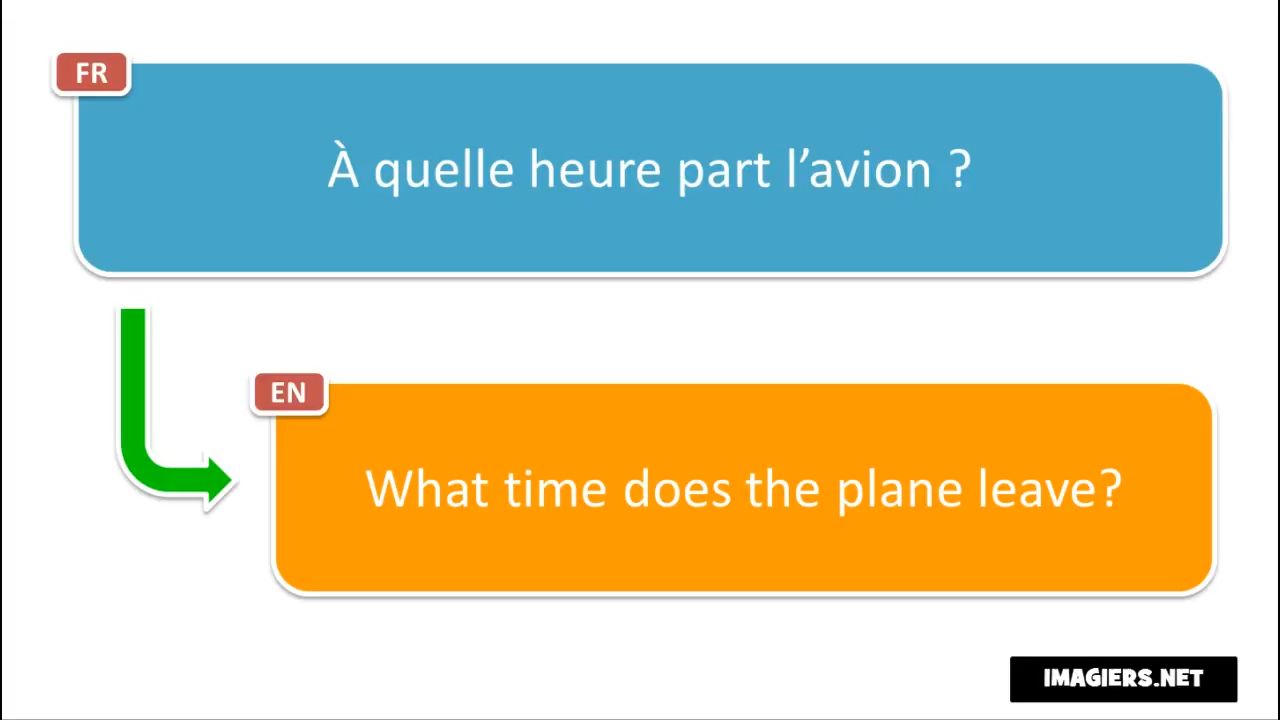 FR
À quelle heure part l’avion ?
EN
What time does the plane leave?
IMAGIERS.NET